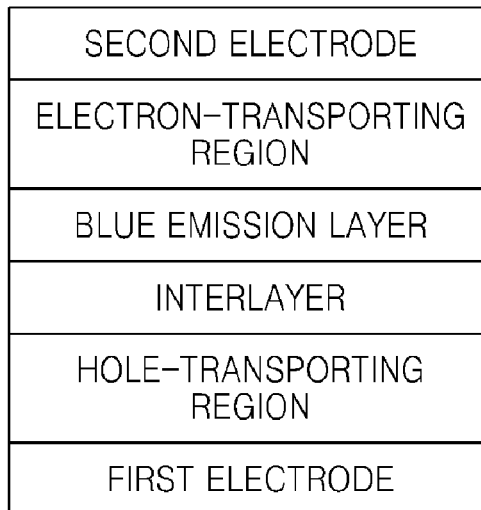 SECOND ELECTRODE
ELECTRON-TRANSPORTING
REGION
BLUE EMISSION LAYER
INTERLAYER
HOLE-TRANSPORTING
REGION
FIRST ELECTRODE